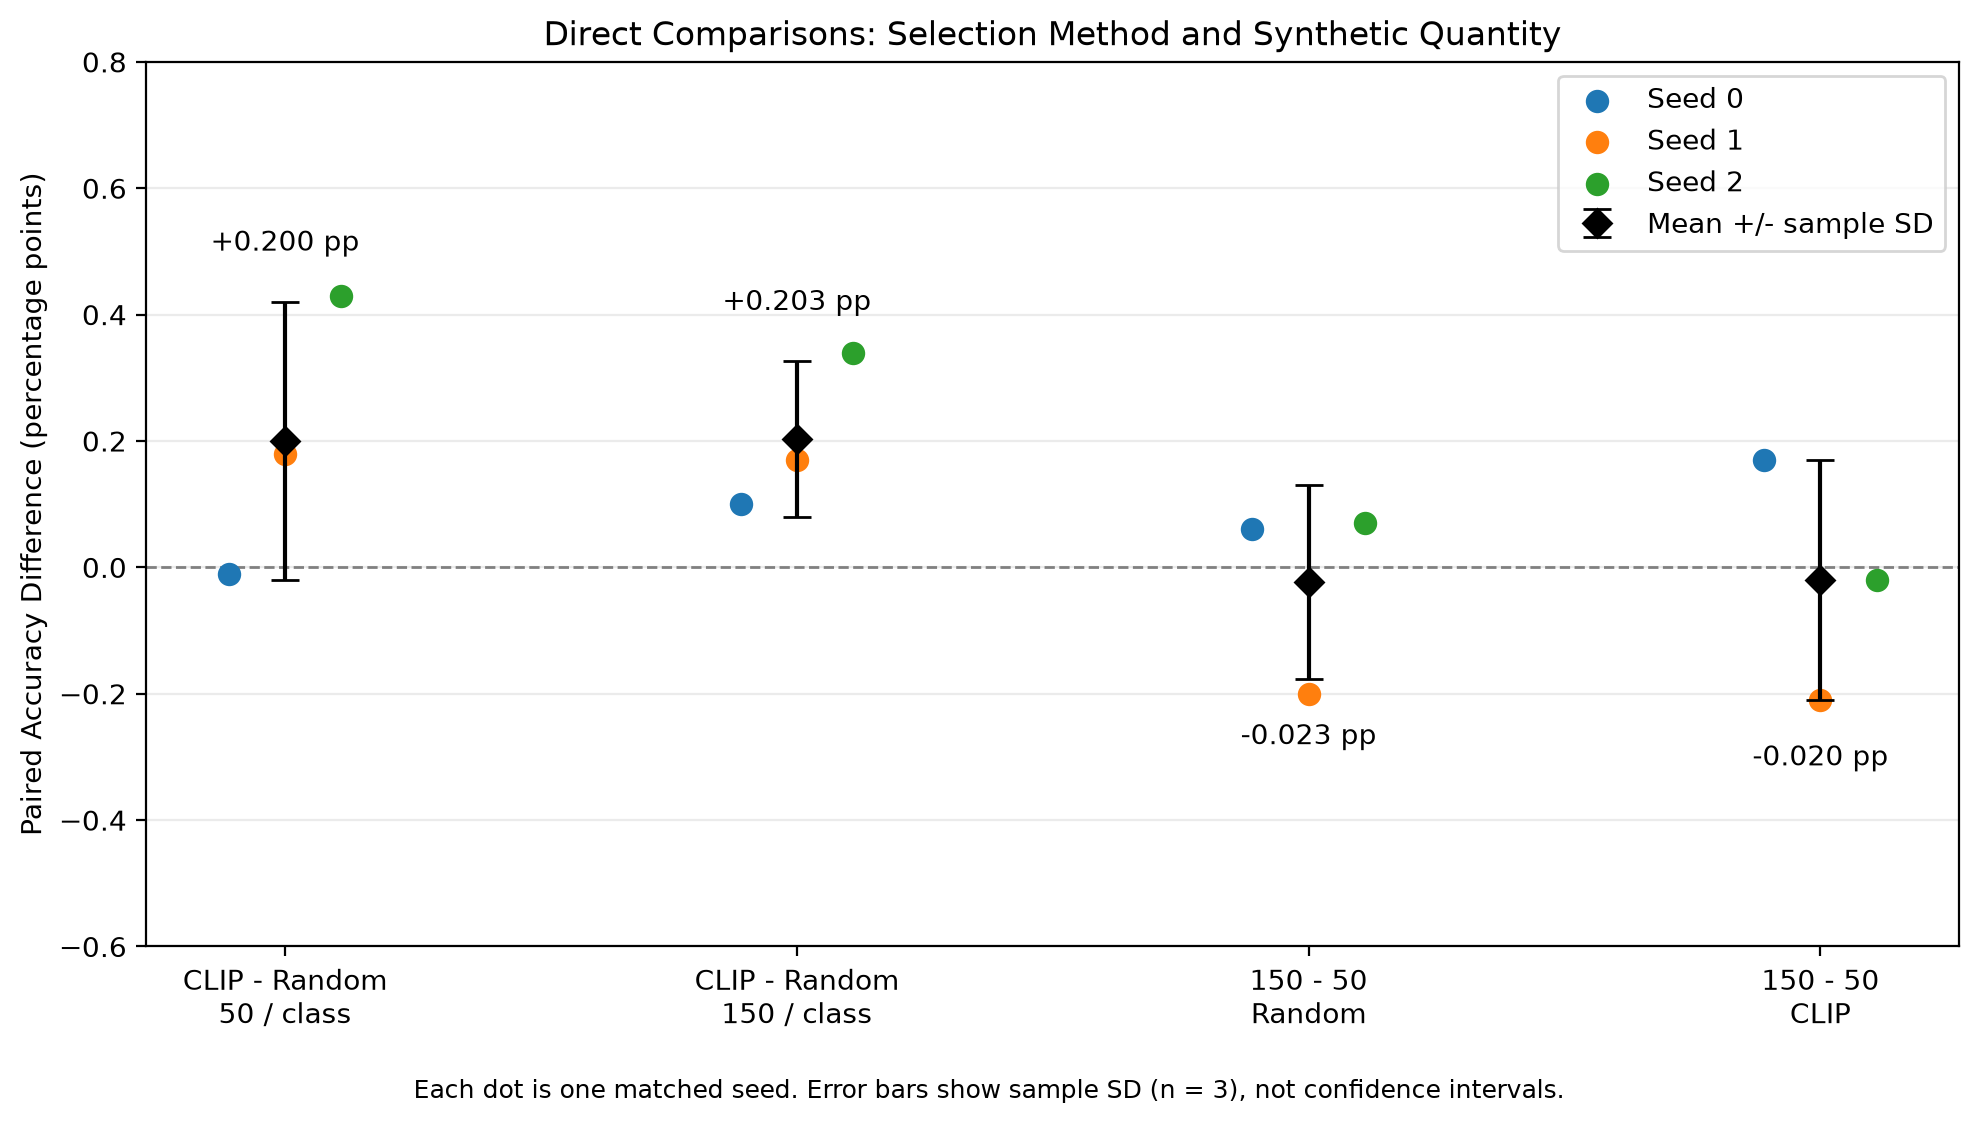 Direct Comparisons: Selection Method and Synthetic Quantity
Paired Accuracy Difference (percentage points)
0.8
0.6
0.4
0.2
0.0
−0.2
−0.4
−0.6
Seed 0
Seed 1
Seed 2
Mean +/- sample SD
+0.200 pp
+0.203 pp
-0.023 pp
-0.020 pp
CLIP - Random
50 / class
CLIP - Random
150 / class
150 - 50
Random
150 - 50
CLIP
Each dot is one matched seed. Error bars show sample SD (n = 3), not confidence intervals.